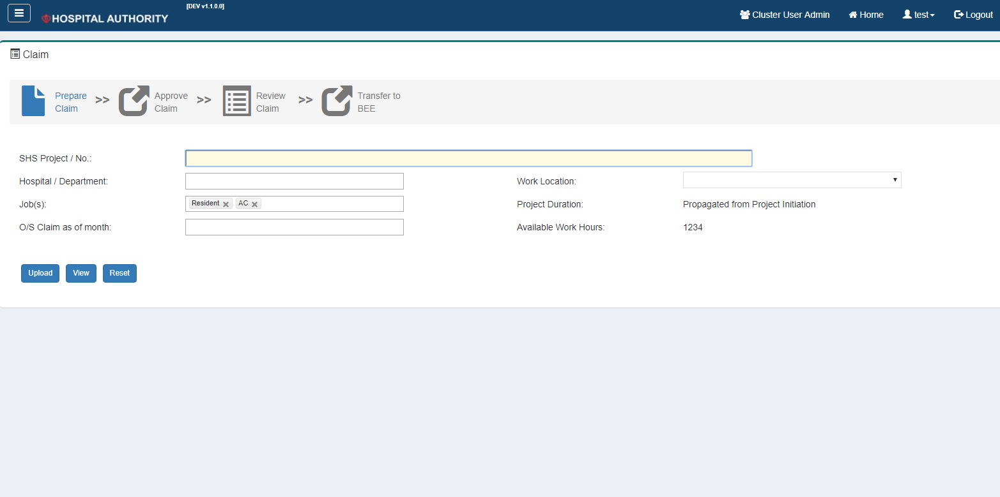 [DEV v1.1.0.0]
HOSPITAL AUTHORITY
Cluster User Admin
Home
test
Logout
Claim
Prepare
Claim
>>
Approve
Claim
>>
Review
Claim
>>
Transfer to
BEE
SHS Project / No.:
Hospital / Department:
Work Location:
Job(s):
Resident
AC
Project Duration:
Propagated from Project Initiation
O/S Claim as of month:
Available Work Hours:
1234
Upload
View
Reset